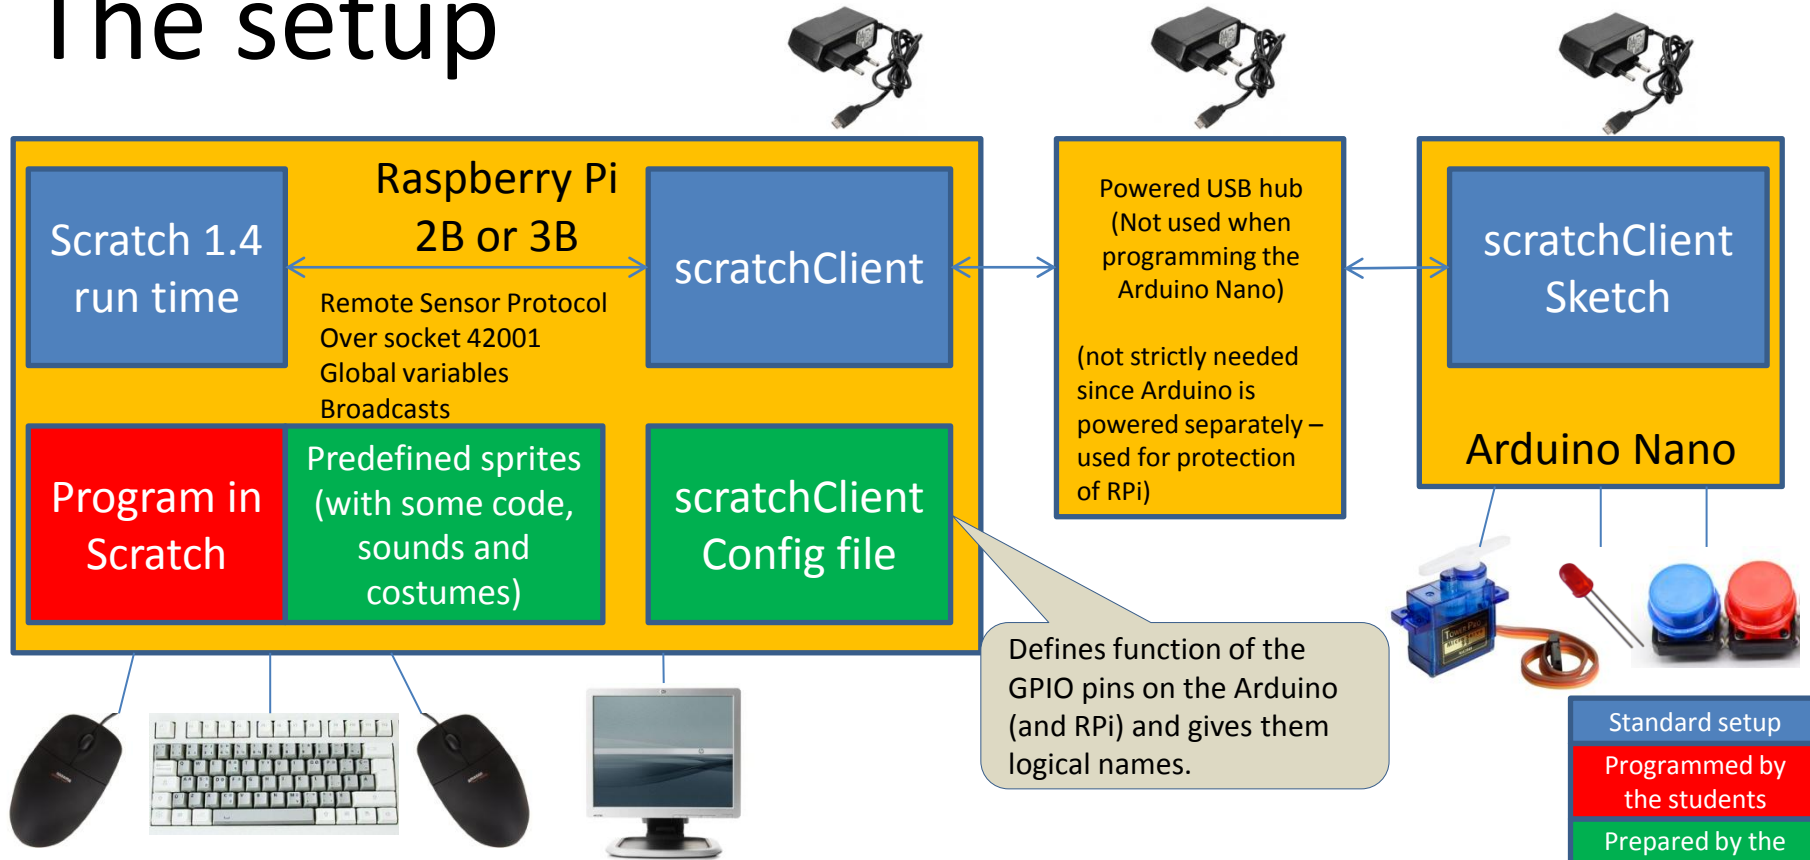 The setup
Raspberry Pi
2B or 3B
Scratch 1.4
run time
scratchClient
Remote Sensor Protocol
Over socket 42001
Global variables
Broadcasts
Program in
Scratch
Predefined sprites
(with some code,
sounds and
costumes)
scratchClient
Config file
Powered USB hub
(Not used when
programming the
Arduino Nano)
(not strictly needed
since Arduino is
powered separately –
used for protection
of RPi)
scratchClient
Sketch
Arduino Nano
Defines function of the
GPIO pins on the Arduino
(and RPi) and gives them
logical names.
Standard setup
Programmed by
the students
Prepared by the